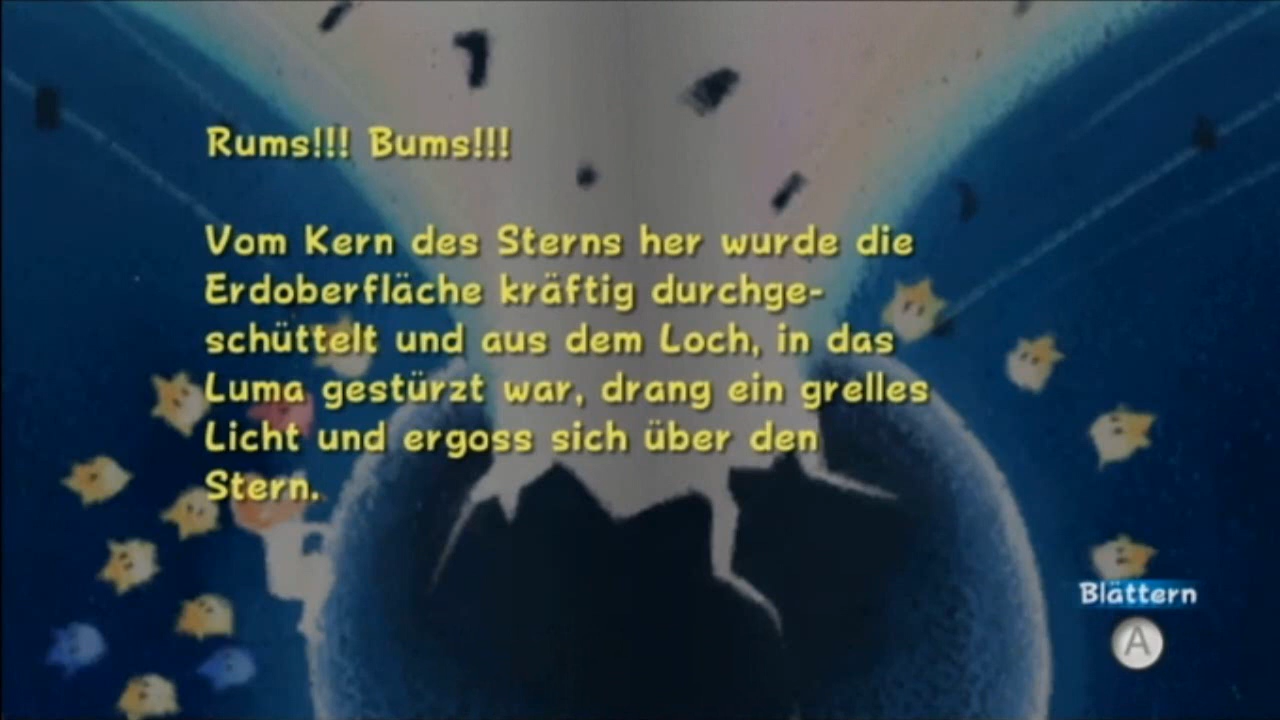 Rums!!! Bums!!!
Vom Kern des Sterns her wurde die
Erdoberfläche kräftig durchge-
schüttelt und aus dem Loch, in das
Luma gestürzt war, drang ein grelles
Licht und ergoss sich über den
Stern.
Blättern
A